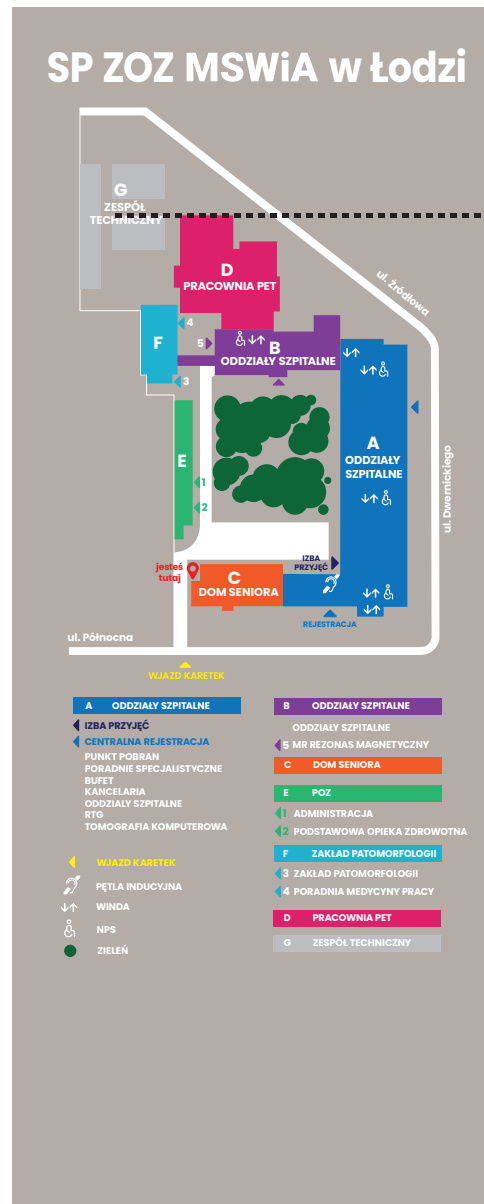 SP ZOZ MSWiA w Łodzi
G
ZESPÓŁ
TECHNICZNY
D
PRACOWNIA PET
ul. Źródłowa
4
F
5
B
ODDZIAŁY SZPITALNE
3
A
ODDZIAŁY
SZPITALNE
E
1
2
ul. Dwernickiego
IZBA
PRZYJĘĆ
jesteś
tutaj
C
DOM SENIORA
REJESTRACJA
ul. Północna
WJAZD KARETEK
A ODDZIAŁY SZPITALNE
IZBA PRZYJĘĆ
CENTRALNA REJESTRACJA
PUNKT POBRAN
PORADNIE SPECJALISTYCZNE
BUFET
KANCELARIA
ODDZIALY SZPITALNE
RTG
TOMOGRAFIA KOMPUTEROWA
WJAZD KARETEK
PĘTLA INDUCYJNA
WINDA
NPS
ZIELEŃ
B ODDZIAŁY SZPITALNE
ODDZIAŁY SZPITALNE
5 MR REZONAS MAGNETYCZNY
C DOM SENIORA
E POZ
1 ADMINISTRACJA
2 PODSTAWOWA OPIEKA ZDROWOTNA
F ZAKŁAD PATOMORFOLOGII
3 ZAKŁAD PATOMORFOLOGII
4 PORADNIA MEDYCYNY PRACY
D PRACOWNIA PET
G ZESPÓŁ TECHNICZNY